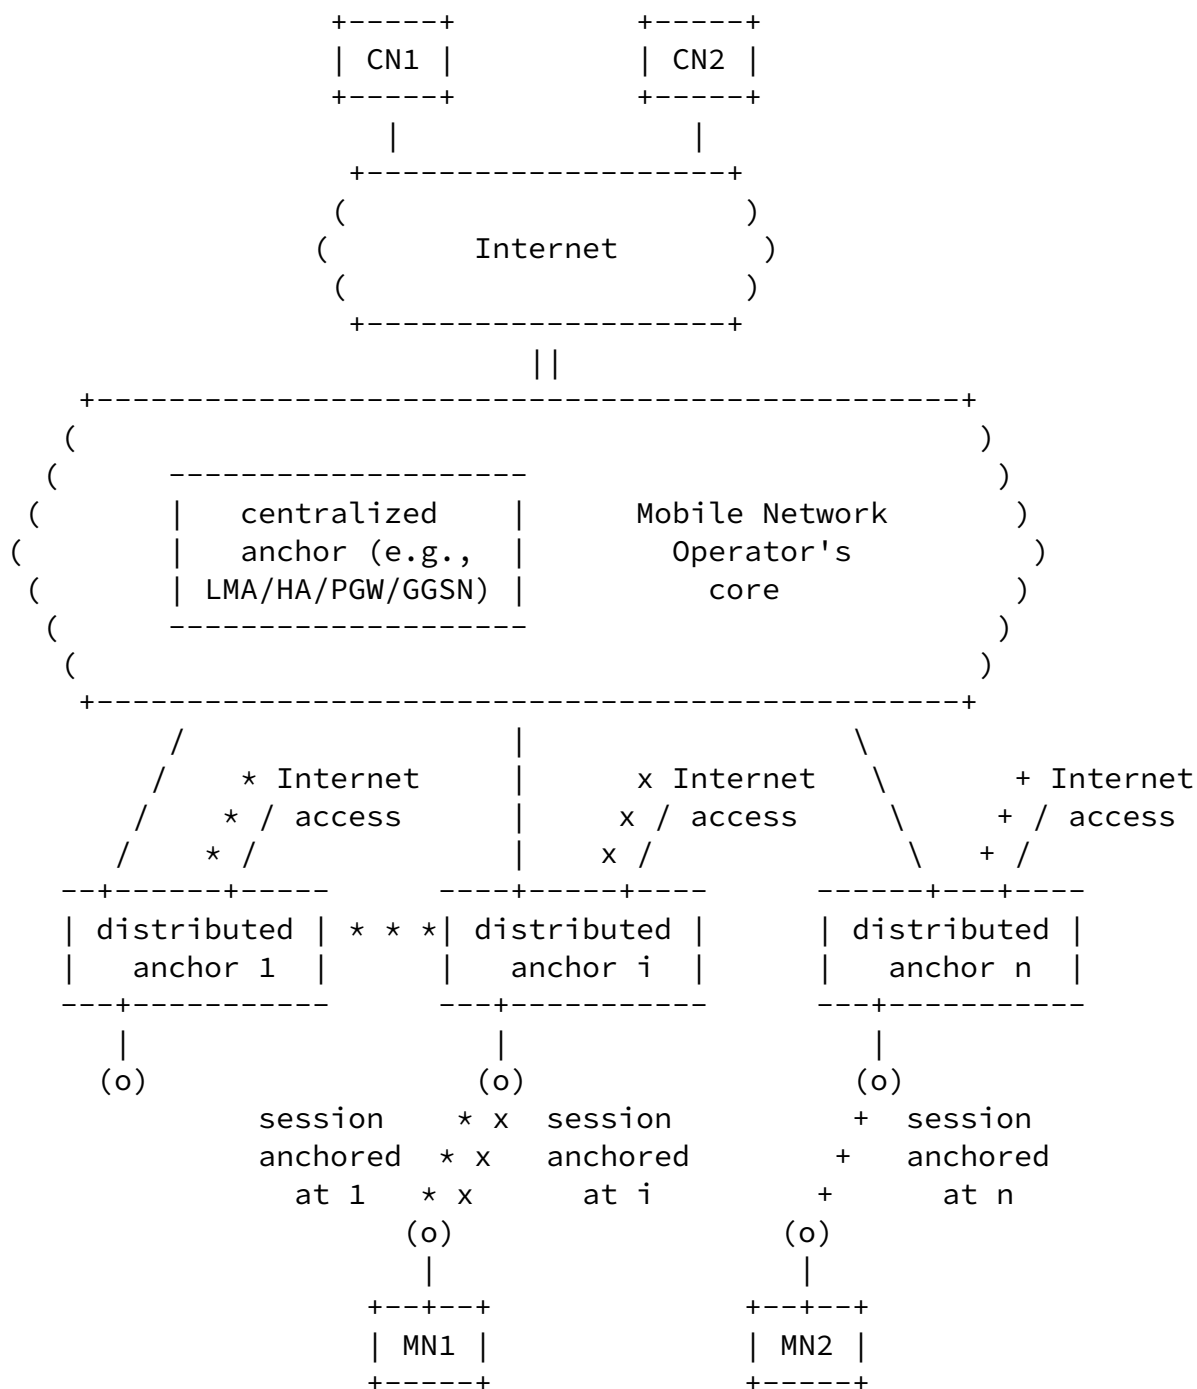 CN1 CN2
Internet
centralized Mobile Network
anchor (e.g., Operator's
LMA/HA/PGW/GGSN) core
* Internet x Internet + Internet
* / access x / access + / access
* / x / + /
distributed * * * distributed distributed
anchor 1 anchor i anchor n
(o) (o) (o)
session * x session + session
anchored * x anchored + anchored
at 1 * x at i + at n
(o) (o)
MN1 MN2